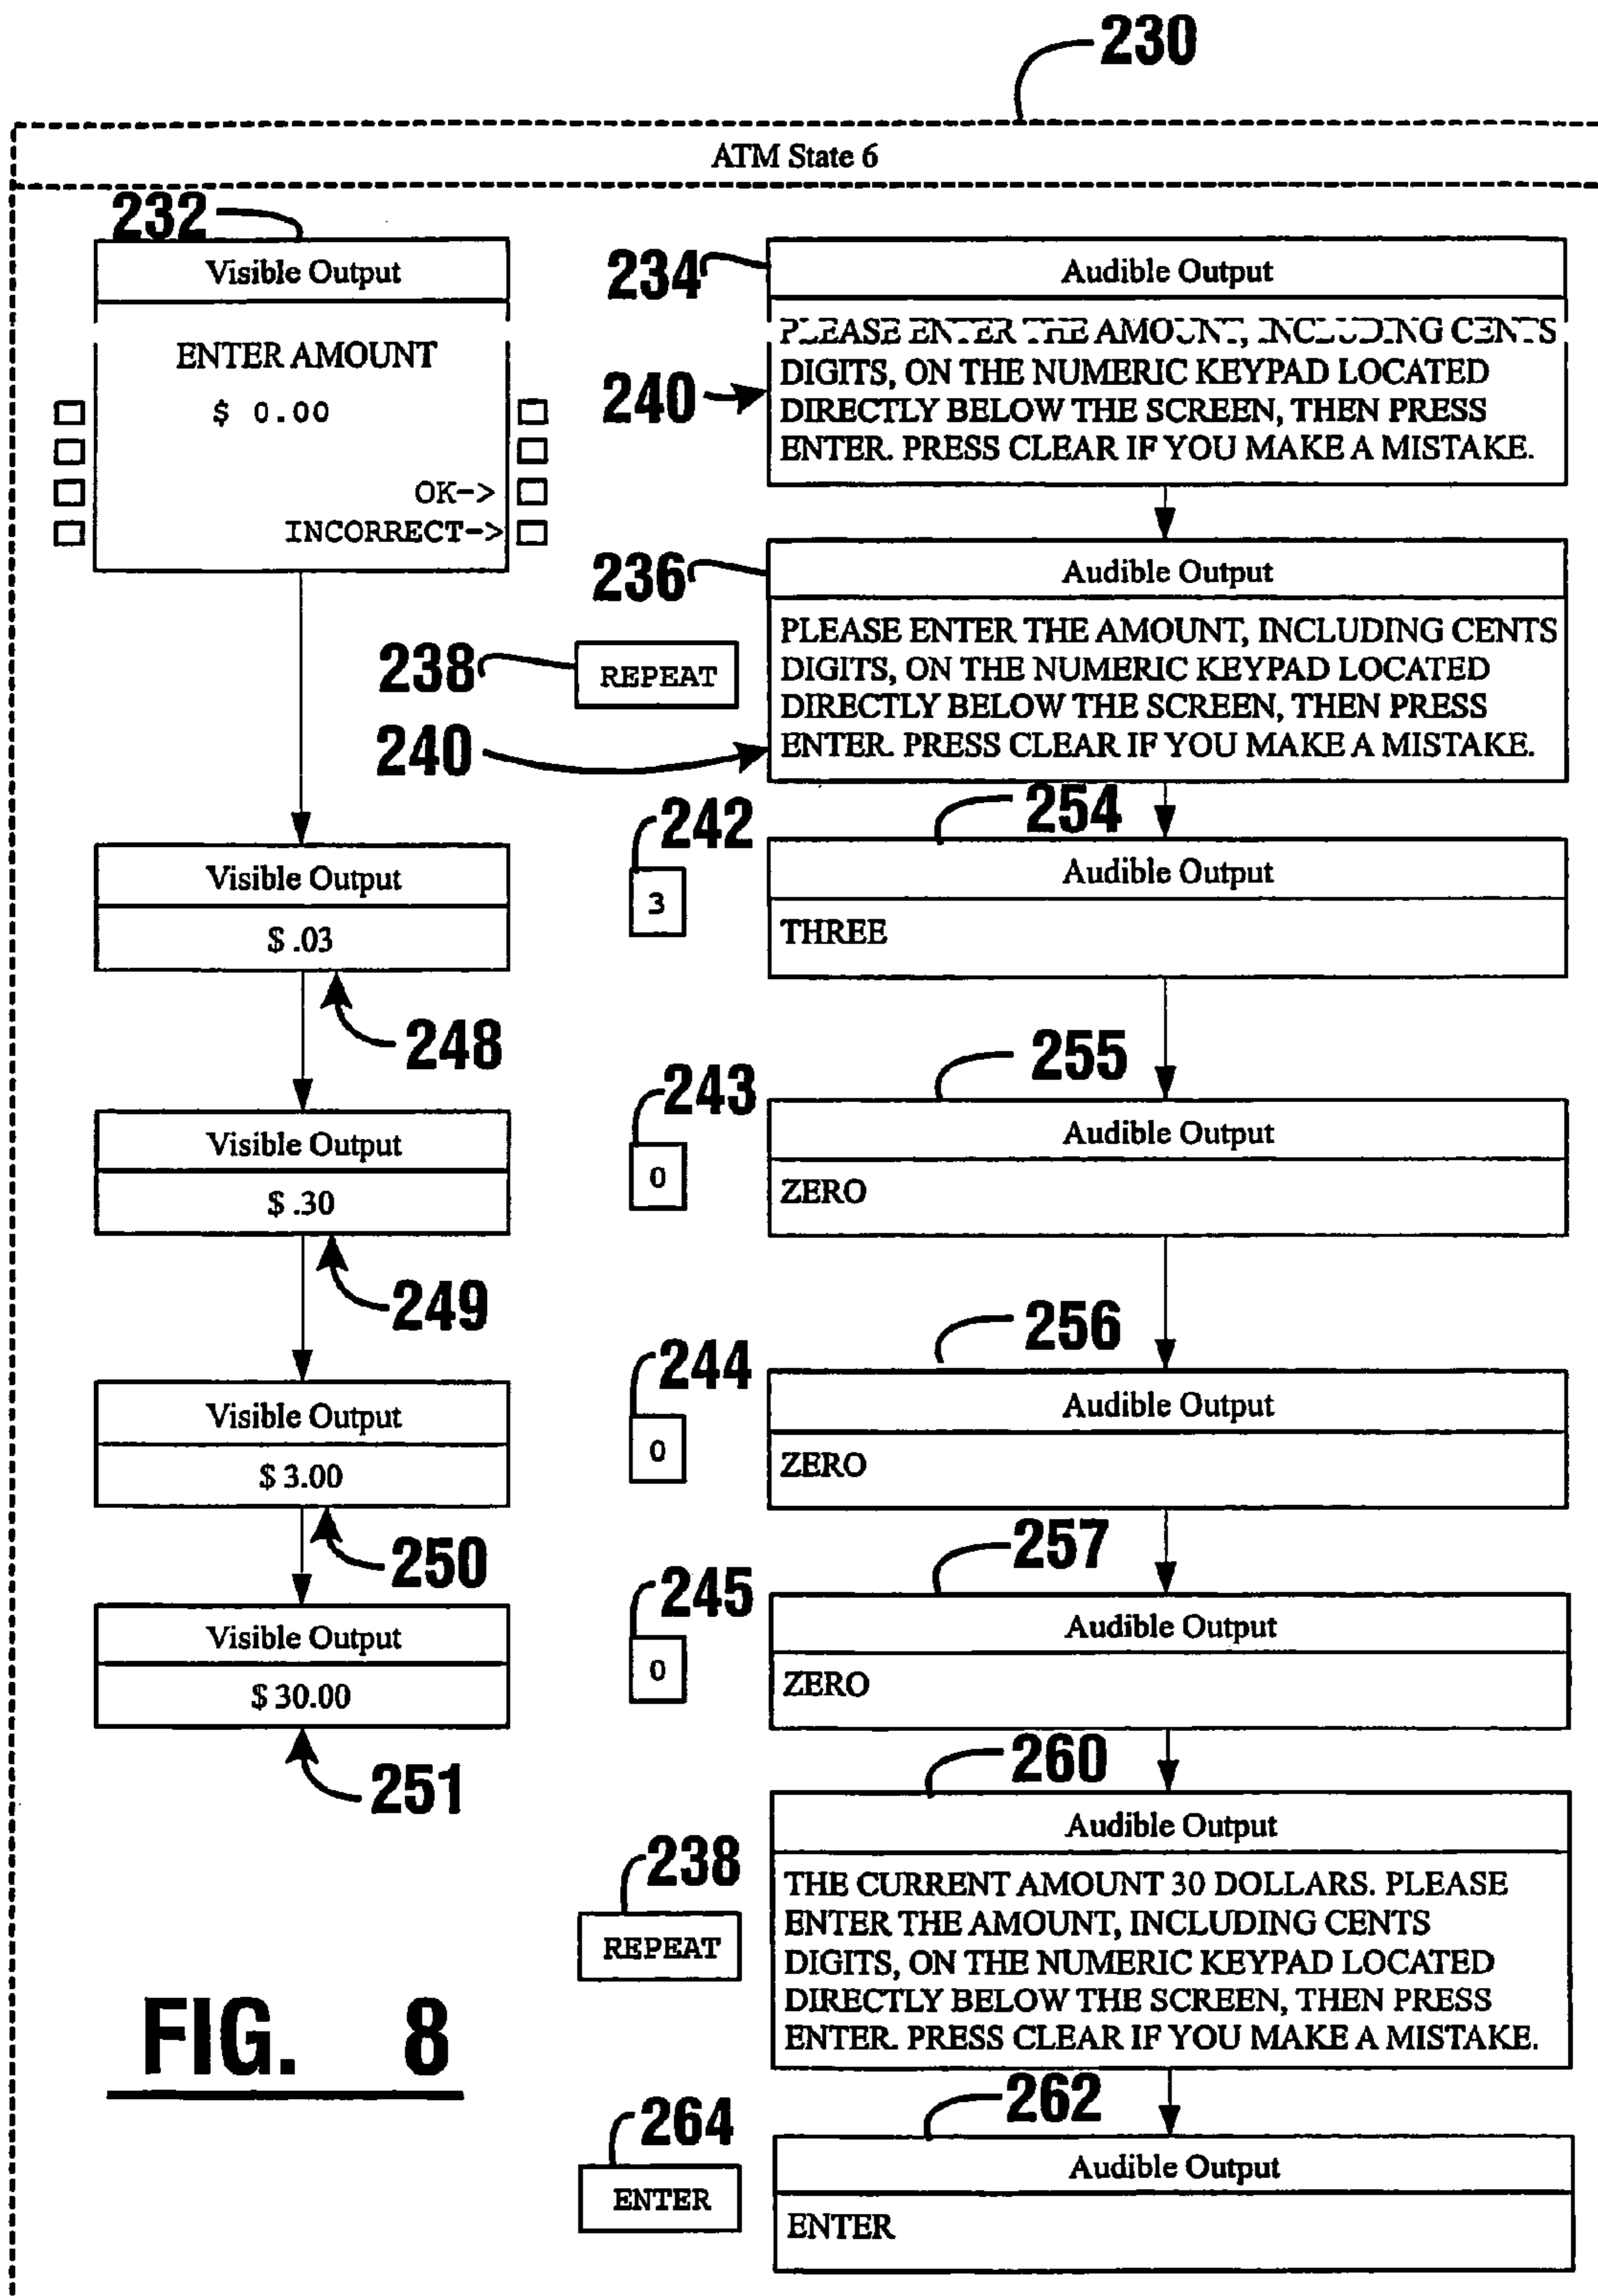 230
ATM State 6
232
Visible Output
ENTER AMOUNT
$ 0.00
OK->
INCORRECT->
234
Audible Output
PLEASE ENTER THE AMOUNT, INCLUDING CENTS
DIGITS, ON THE NUMERIC KEYPAD LOCATED
DIRECTLY BELOW THE SCREEN, THEN PRESS
ENTER. PRESS CLEAR IF YOU MAKE A MISTAKE.
240
236
Audible Output
238
REPEAT
PLEASE ENTER THE AMOUNT, INCLUDING CENTS
DIGITS, ON THE NUMERIC KEYPAD LOCATED
DIRECTLY BELOW THE SCREEN, THEN PRESS
ENTER. PRESS CLEAR IF YOU MAKE A MISTAKE.
240
Visible Output
$ .03
248
242
3
254
Audible Output
THREE
Visible Output
$ .30
249
243
0
255
Audible Output
ZERO
Visible Output
$ 3.00
250
244
0
256
Audible Output
ZERO
Visible Output
$ 30.00
251
245
0
257
Audible Output
ZERO
260
Audible Output
238
REPEAT
THE CURRENT AMOUNT 30 DOLLARS. PLEASE
ENTER THE AMOUNT, INCLUDING CENTS
DIGITS, ON THE NUMERIC KEYPAD LOCATED
DIRECTLY BELOW THE SCREEN, THEN PRESS
ENTER. PRESS CLEAR IF YOU MAKE A MISTAKE.
FIG. 8
264
ENTER
262
Audible Output
ENTER